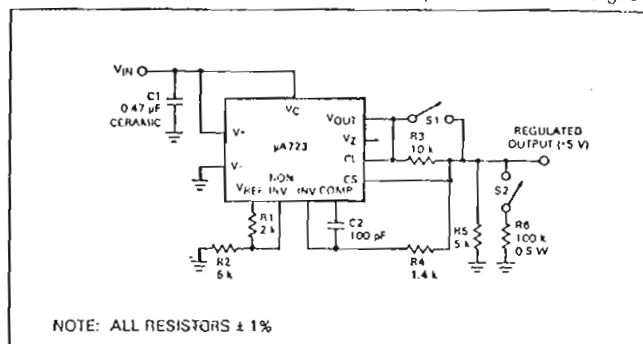 VIN
C1
0.47 µF
CERAMIC
VC
V+
V-
µA723
VOUT
VZ
CL
CS
NON
VREF INV INV COMP
S1
R3
10 k
REGULATED
OUTPUT (+5 V)
S2
R1
2 k
C2
100 pF
R2
5 k
R4
1.4 k
R5
5 k
R6
100 k
0.5 W
NOTE: ALL RESISTORS ± 1%